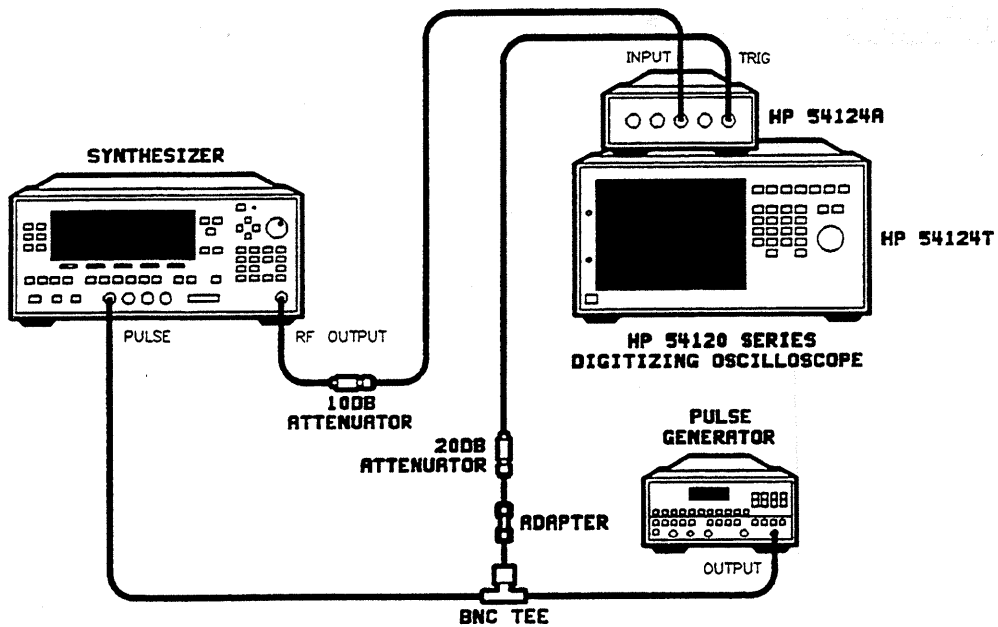 INPUT
TRIG
HP 54124A
SYNTHESIZER
HP 54124T
PULSE
RF OUTPUT
HP 54120 SERIES
DIGITIZING OSCILLOSCOPE
10DB
ATTENUATOR
PULSE
GENERATOR
20DB
ATTENUATOR
ADAPTER
OUTPUT
BNC TEE